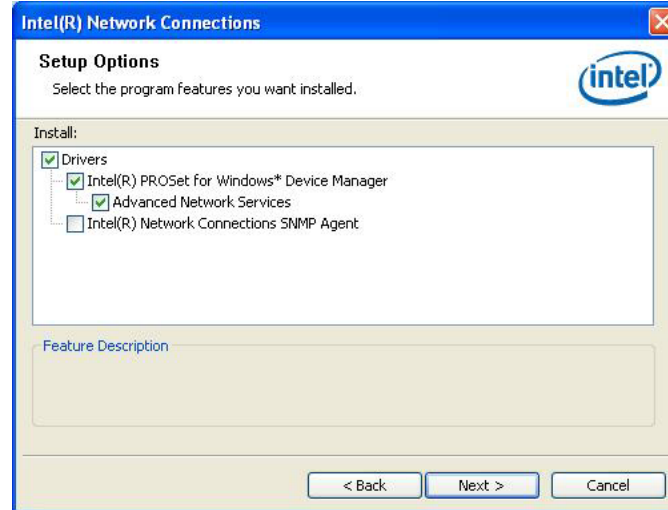 Intel(R) Network Connections
Setup Options
Select the program features you want installed.
intel
Install:
Drivers
Intel(R) PROSet for Windows* Device Manager
Advanced Network Services
Intel(R) Network Connections SNMP Agent
Feature Description
< Back
Next >
Cancel